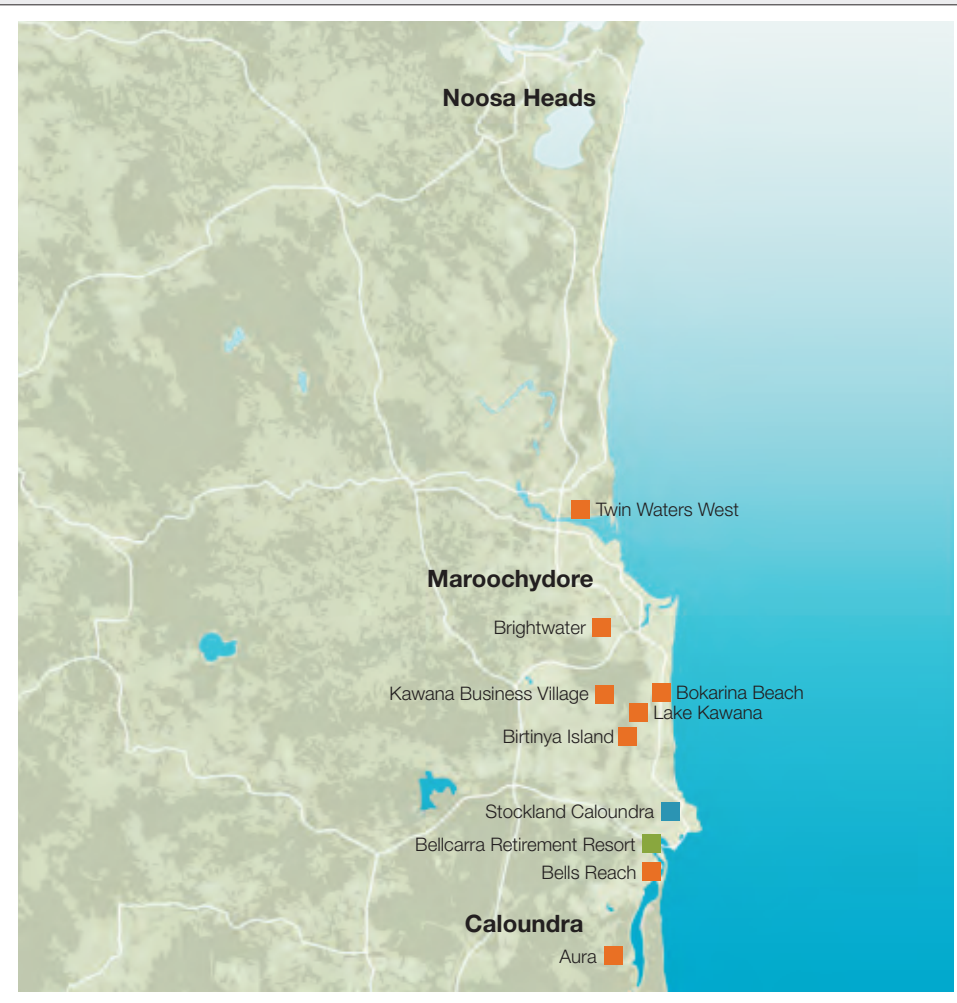 Noosa Heads
Twin Waters West
Maroochydore
Brightwater
Kawana Business Village
Bokarina Beach
Lake Kawana
Birtinya Island
Stockland Caloundra
Bellcarra Retirement Resort
Bells Reach
Caloundra
Aura